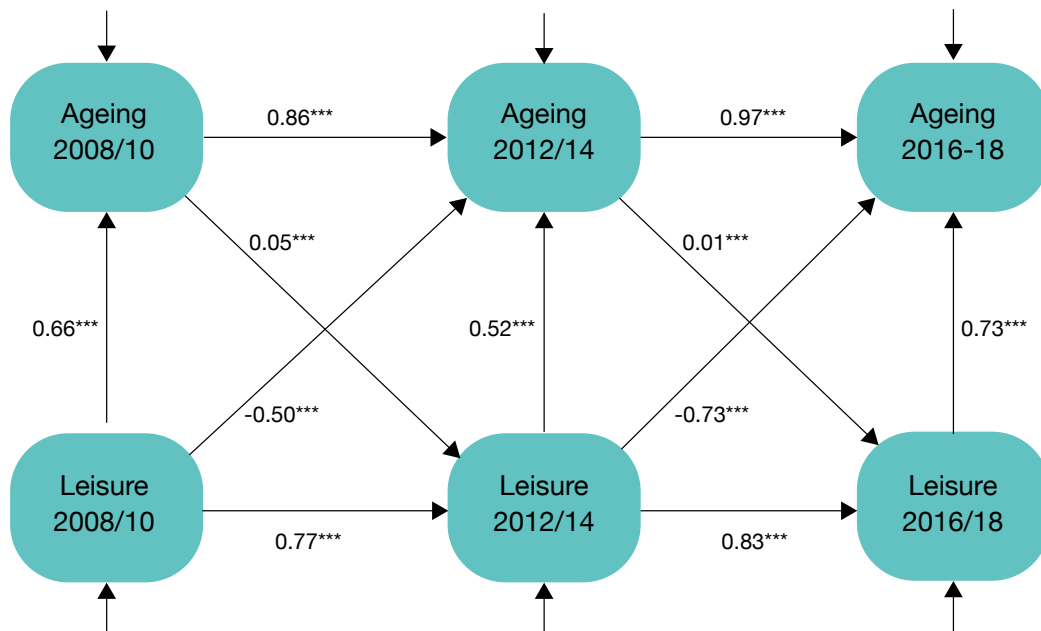 Ageing
2008/10
0.86***
Ageing
2012/14
0.97***
Ageing
2016-18
0.05***
0.01***
0.66***
0.52***
0.73***
-0.50***
-0.73***
Leisure
2008/10
0.77***
Leisure
2012/14
0.83***
Leisure
2016/18